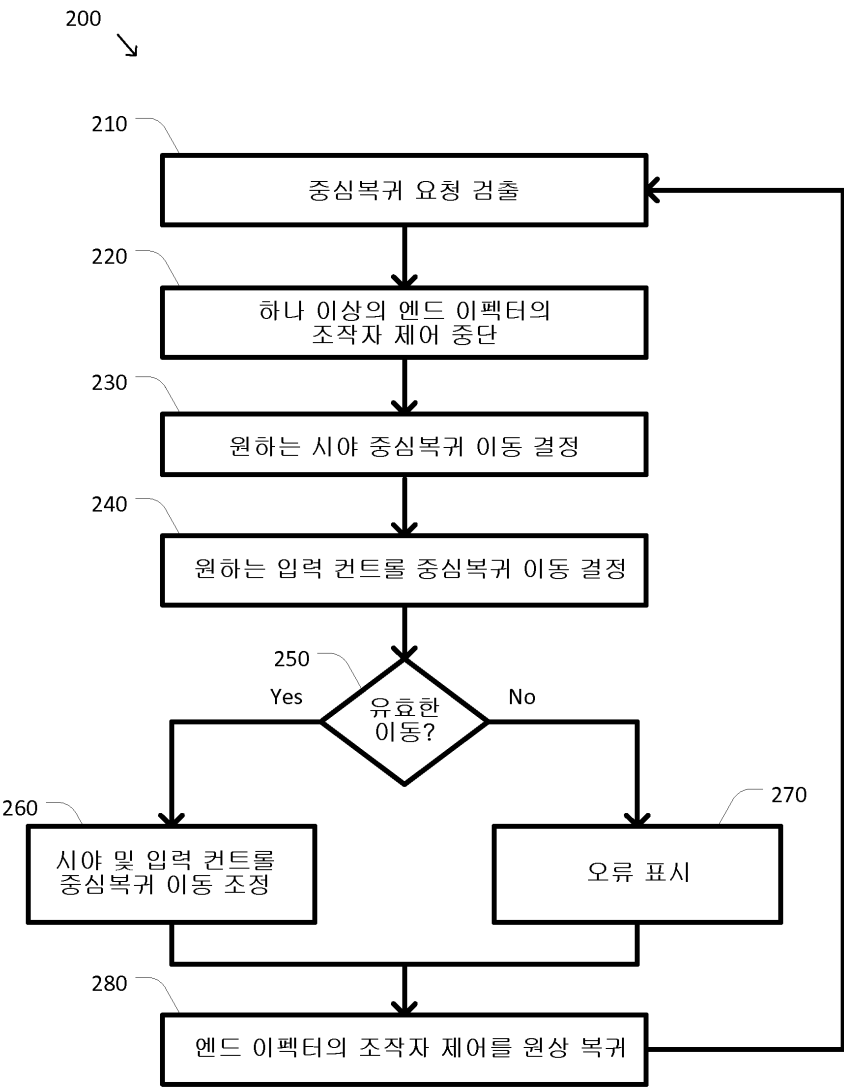 200
210
중심복귀 요청 검출
220
하나 이상의 엔드 이펙터의
조작자 제어 중단
230
원하는 시야 중심복귀 이동 결정
240
원하는 입력 컨트롤 중심복귀 이동 결정
250
Yes
유효한
이동?
No
260
시야 및 입력 컨트롤
중심복귀 이동 조정
270
오류 표시
280
엔드 이펙터의 조작자 제어를 원상 복귀